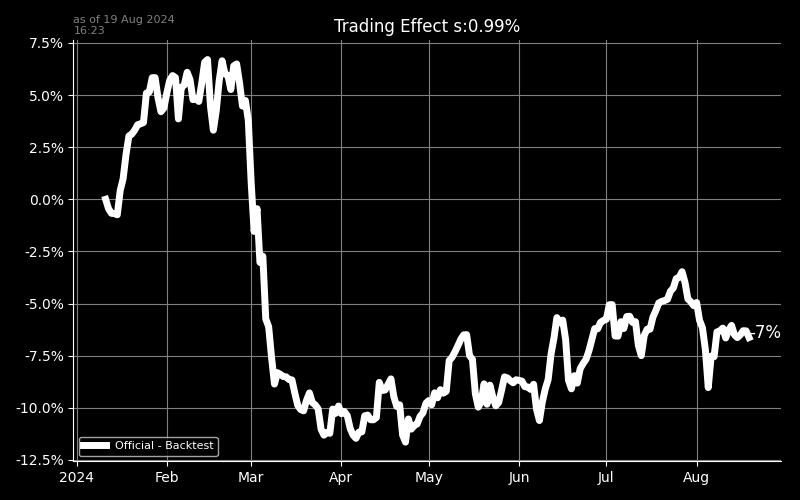 as of 19 Aug 2024
16:23
Trading Effect s:0.99%
7.5%
5.0%
2.5%
0.0%
-2.5%
-5.0%
-7.5%
-10.0%
-12.5%
-7%
Official - Backtest
2024 Feb Mar Apr May Jun Jul Aug